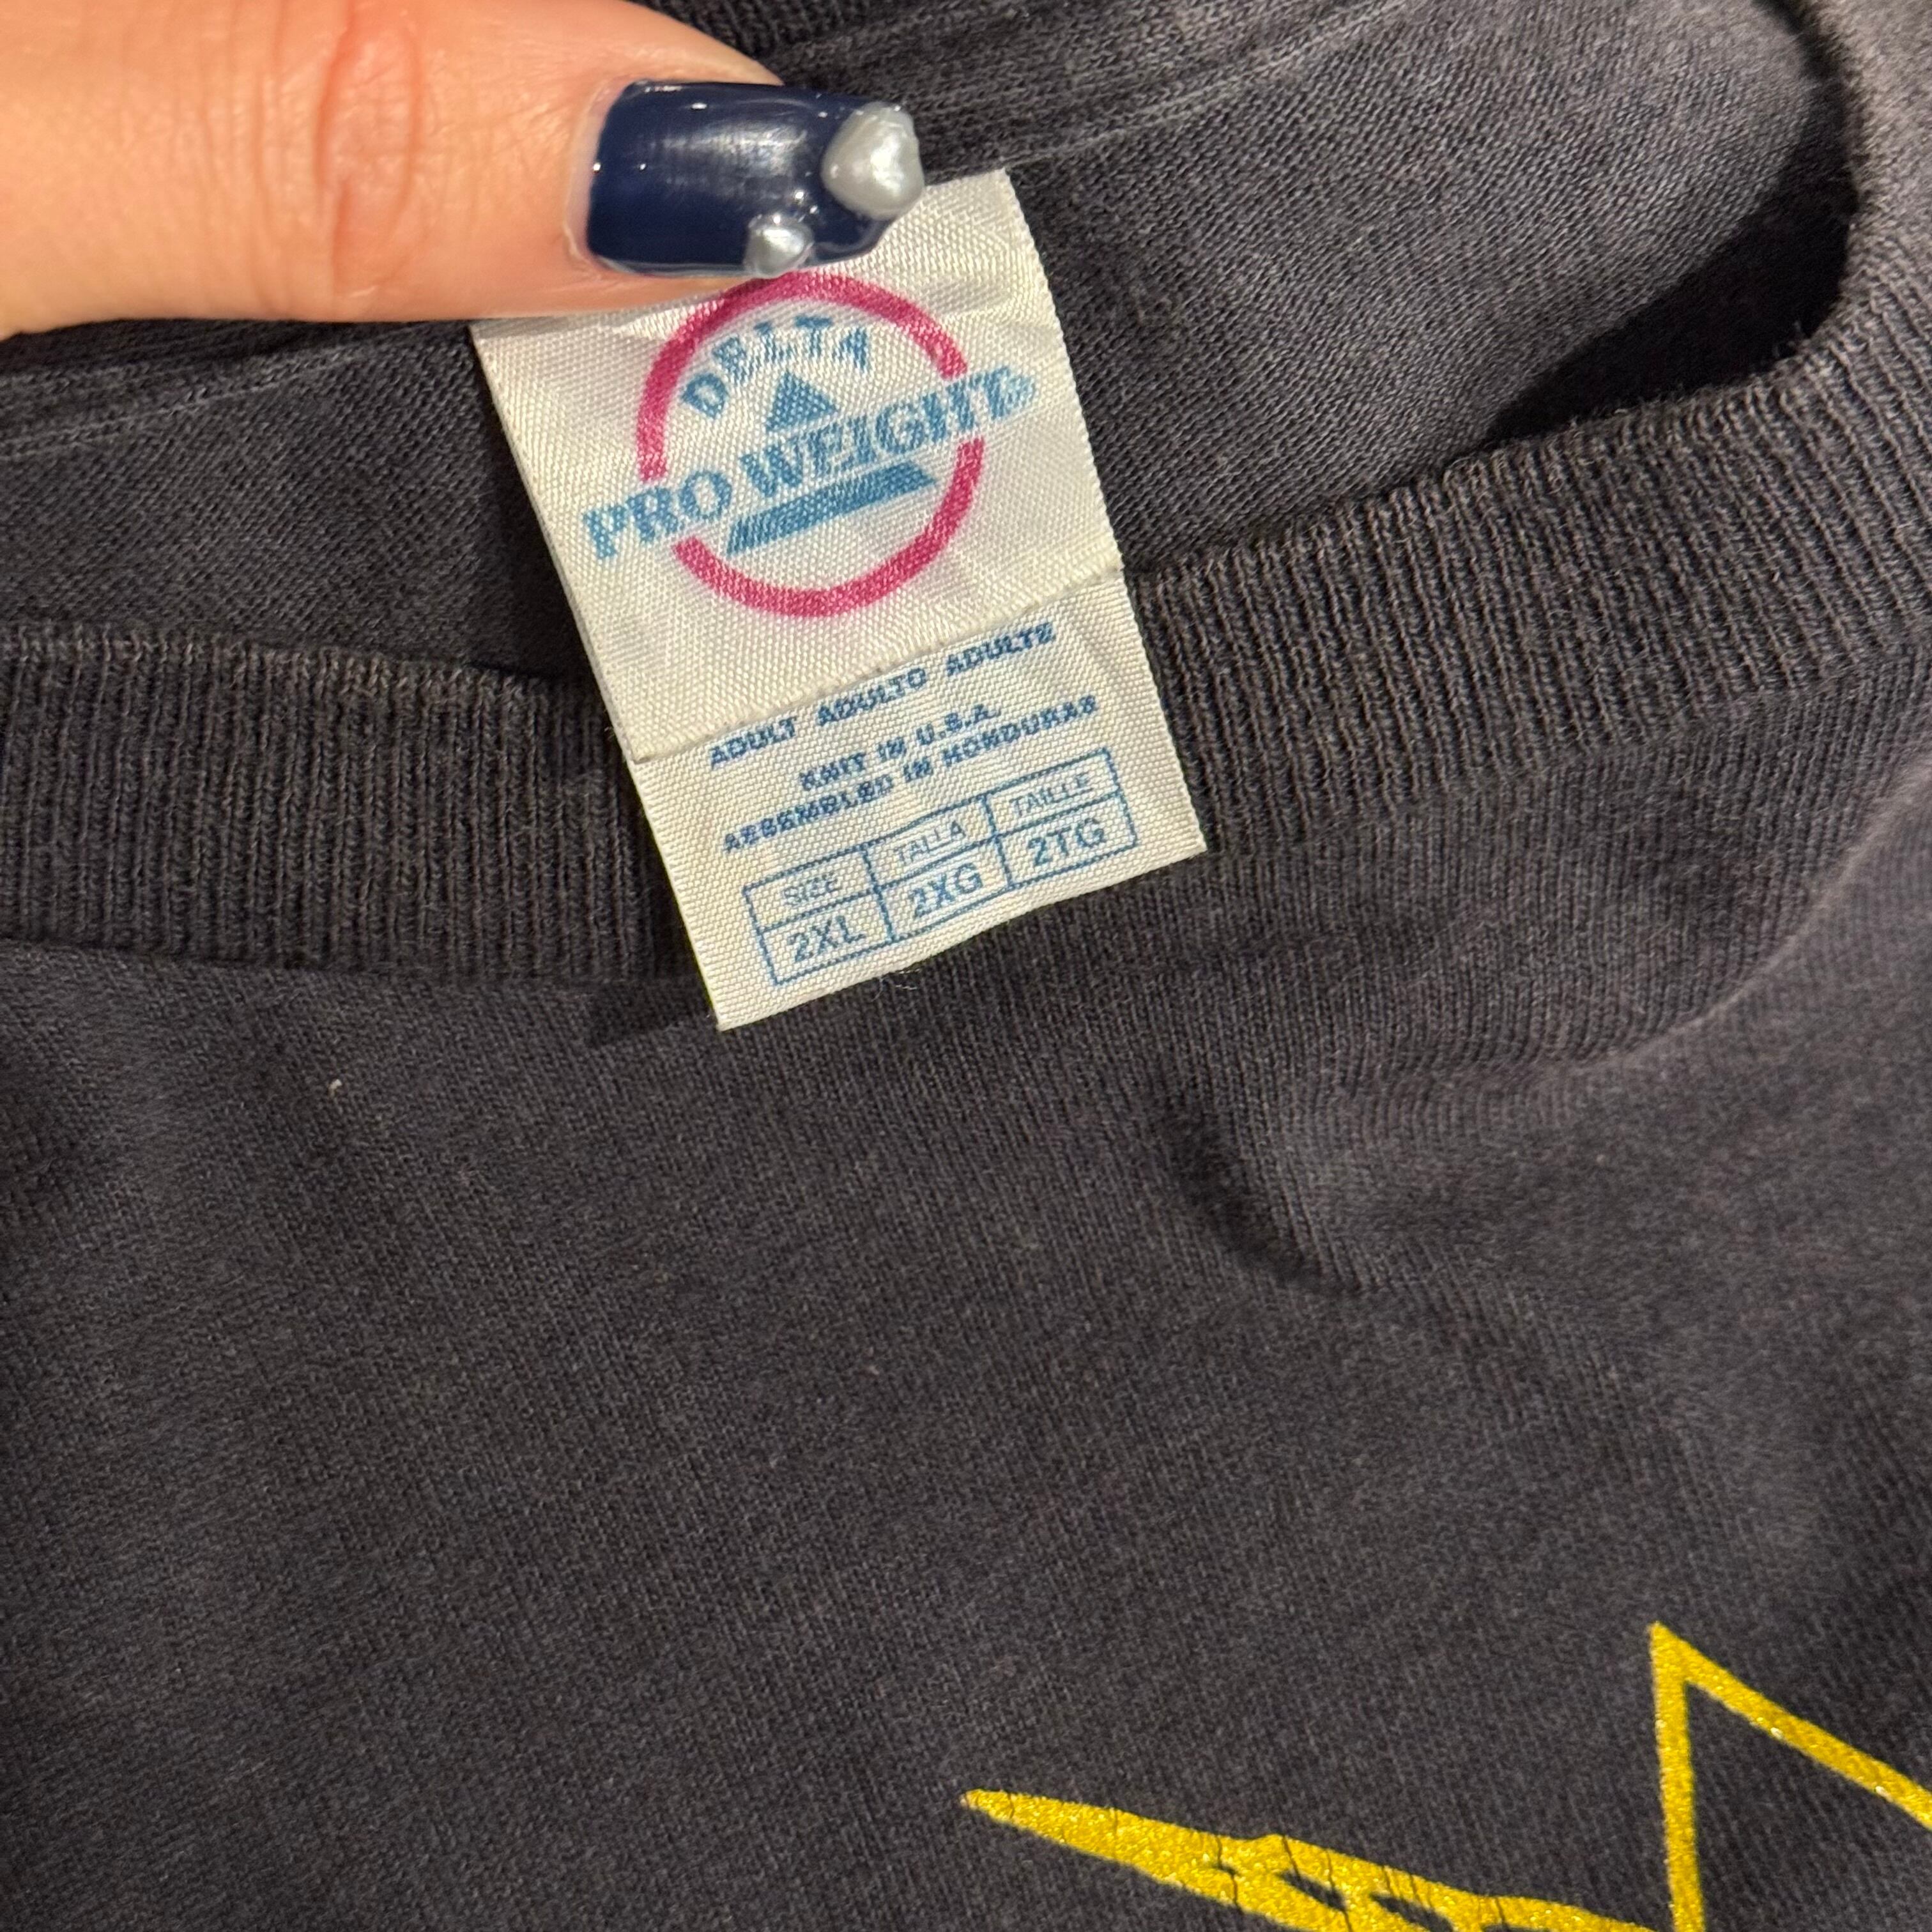 DELTA
PRO WEIGHT®
ADULT ADULTO ADULTE
KNIT IN U.S.A.
ASSEMBLED IN HONDURAS
SIZE TALLA TAILLE
2XL 2XG 2TG